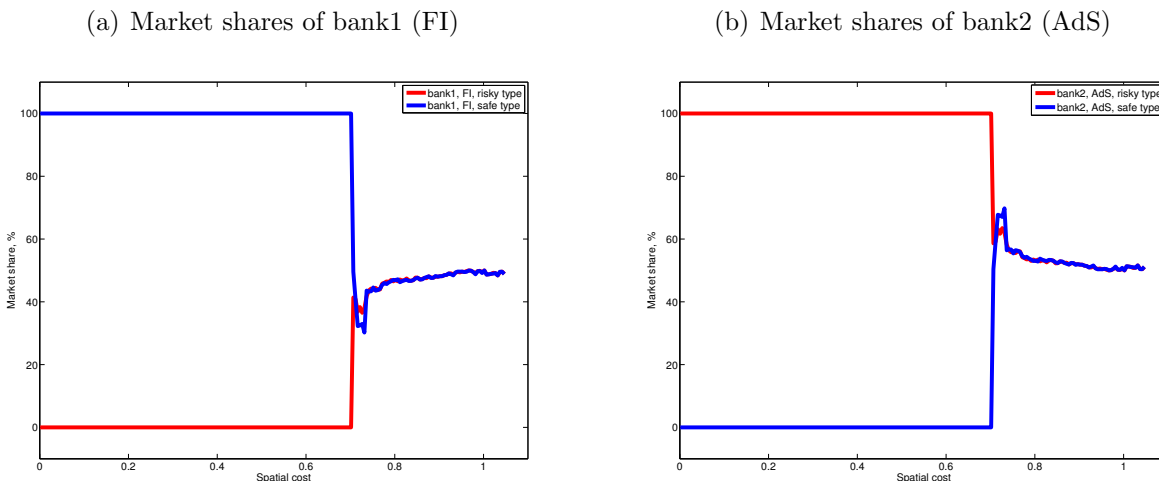 (a) Market shares of bank1 (FI)
bank1, FI, risky type
bank1, FI, safe type
100
80
60
40
20
0
Market share, %
0 0.2 0.4 0.6 0.8 1
Spatial cost
(b) Market shares of bank2 (AdS)
bank2, AdS, risky type
bank2, AdS, safe type
100
80
60
40
20
0
Market share, %
0 0.2 0.4 0.6 0.8 1
Spatial cost